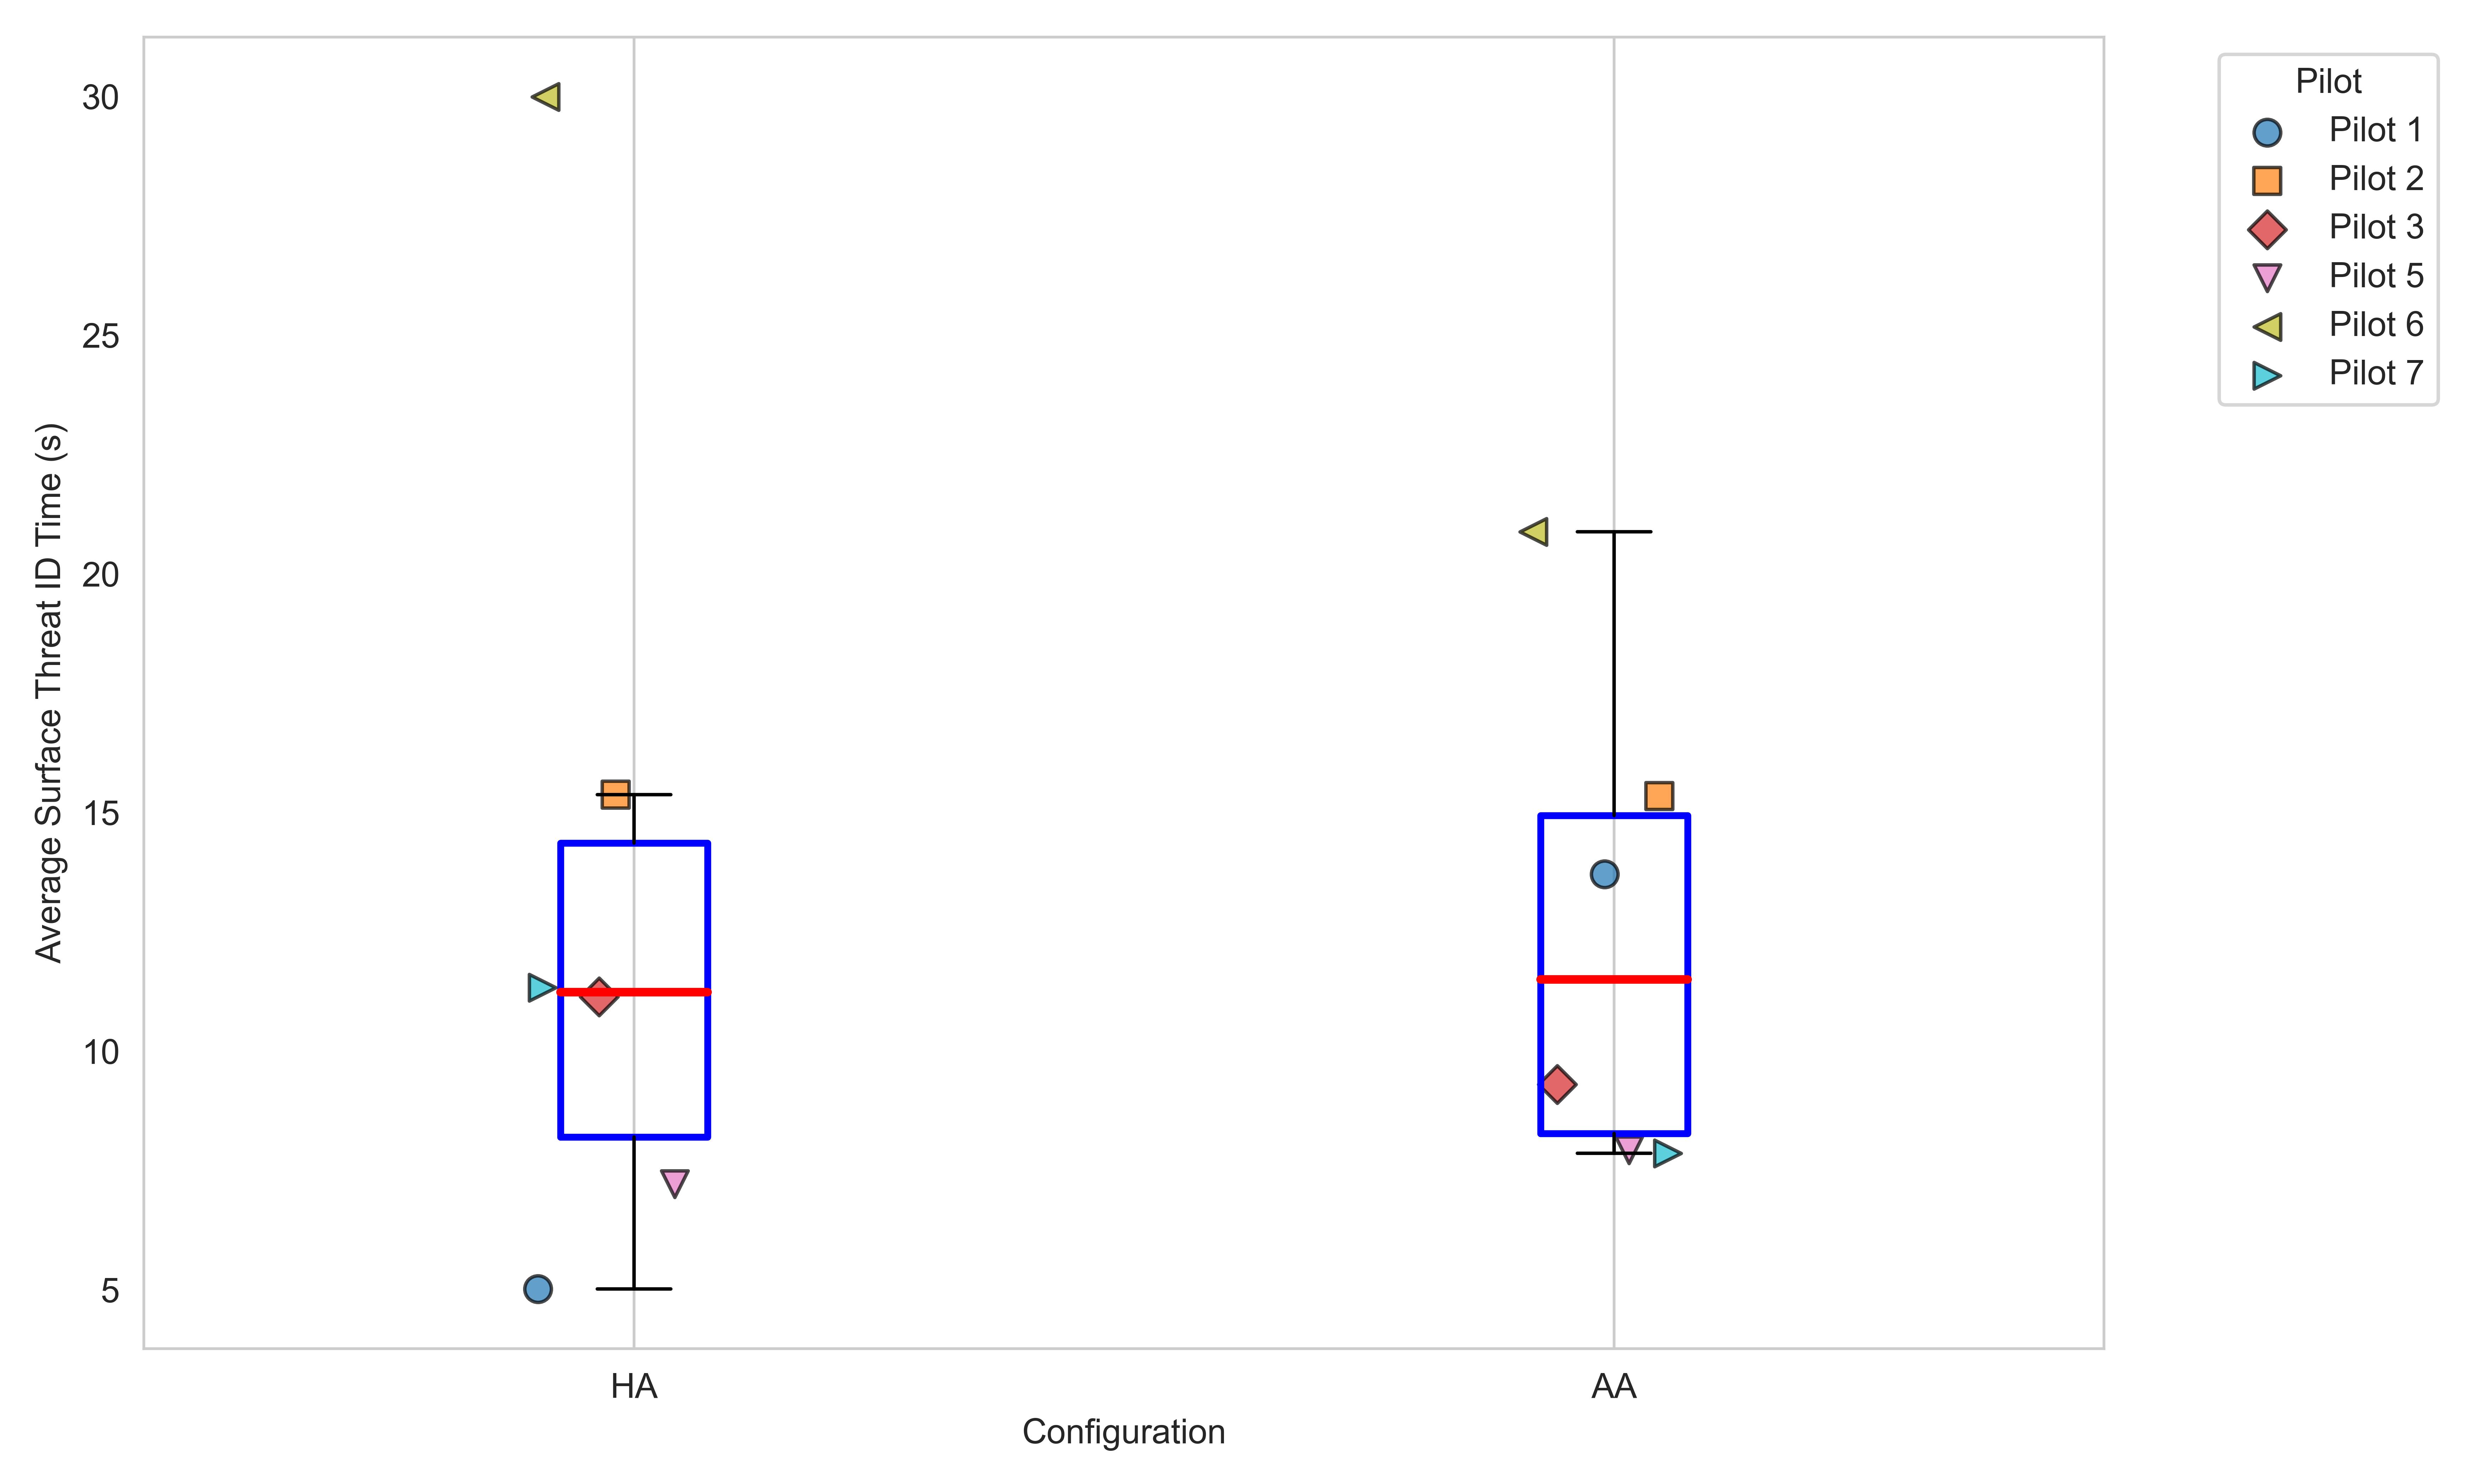 Average Surface Threat ID Time (s)
30
25
20
15
10
5
HA
AA
Configuration
Pilot
Pilot 1
Pilot 2
Pilot 3
Pilot 5
Pilot 6
Pilot 7